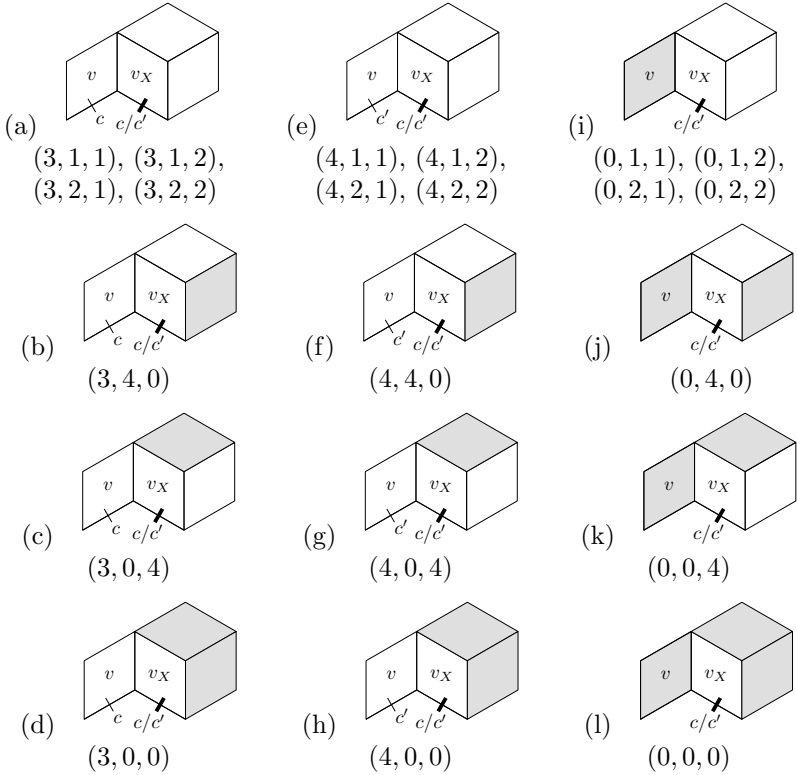 v v_X v v_X v v_X
(a) c c/c′ (e) c′ c/c′ (i) c/c′
(3, 1, 1), (3, 1, 2), (4, 1, 1), (4, 1, 2), (0, 1, 1), (0, 1, 2),
(3, 2, 1), (3, 2, 2) (4, 2, 1), (4, 2, 2) (0, 2, 1), (0, 2, 2)
v v_X v v_X v v_X
(b) c c/c′ (f) c′ c/c′ (j) c/c′
(3, 4, 0) (4, 4, 0) (0, 4, 0)
v v_X v v_X v v_X
(c) c c/c′ (g) c′ c/c′ (k) c/c′
(3, 0, 4) (4, 0, 4) (0, 0, 4)
v v_X v v_X v v_X
(d) c c/c′ (h) c′ c/c′ (l) c/c′
(3, 0, 0) (4, 0, 0) (0, 0, 0)